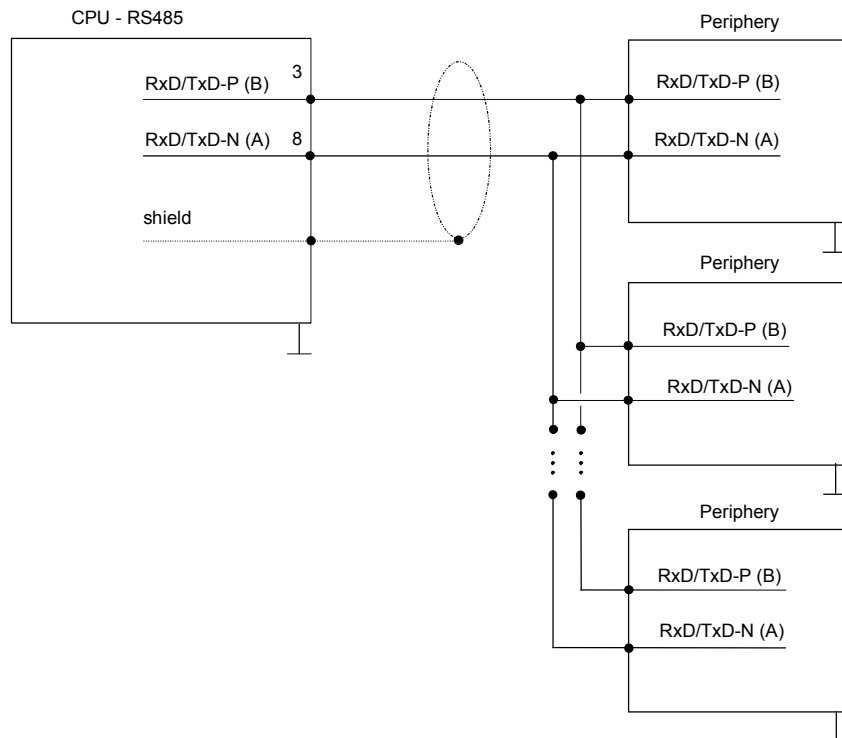 CPU - RS485
RxD/TxD-P (B)
3
RxD/TxD-N (A)
8
shield
Periphery
RxD/TxD-P (B)
RxD/TxD-N (A)
Periphery
RxD/TxD-P (B)
RxD/TxD-N (A)
Periphery
RxD/TxD-P (B)
RxD/TxD-N (A)